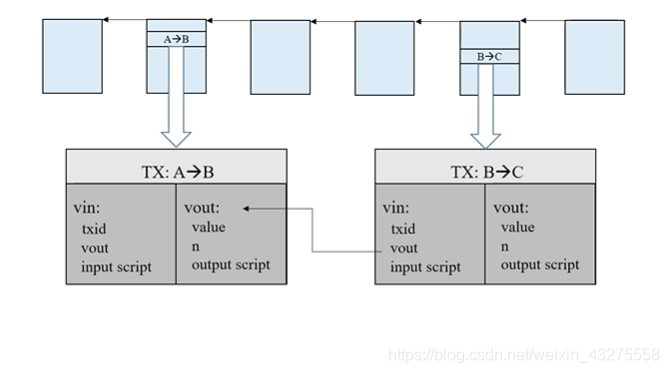 A→B
B→C
TX: A→B
vin:
txid
vout
input script
vout:
value
n
output script
TX: B→C
vin:
txid
vout
input script
vout:
value
n
output script
https://blog.csdn.net/weixin_43275558